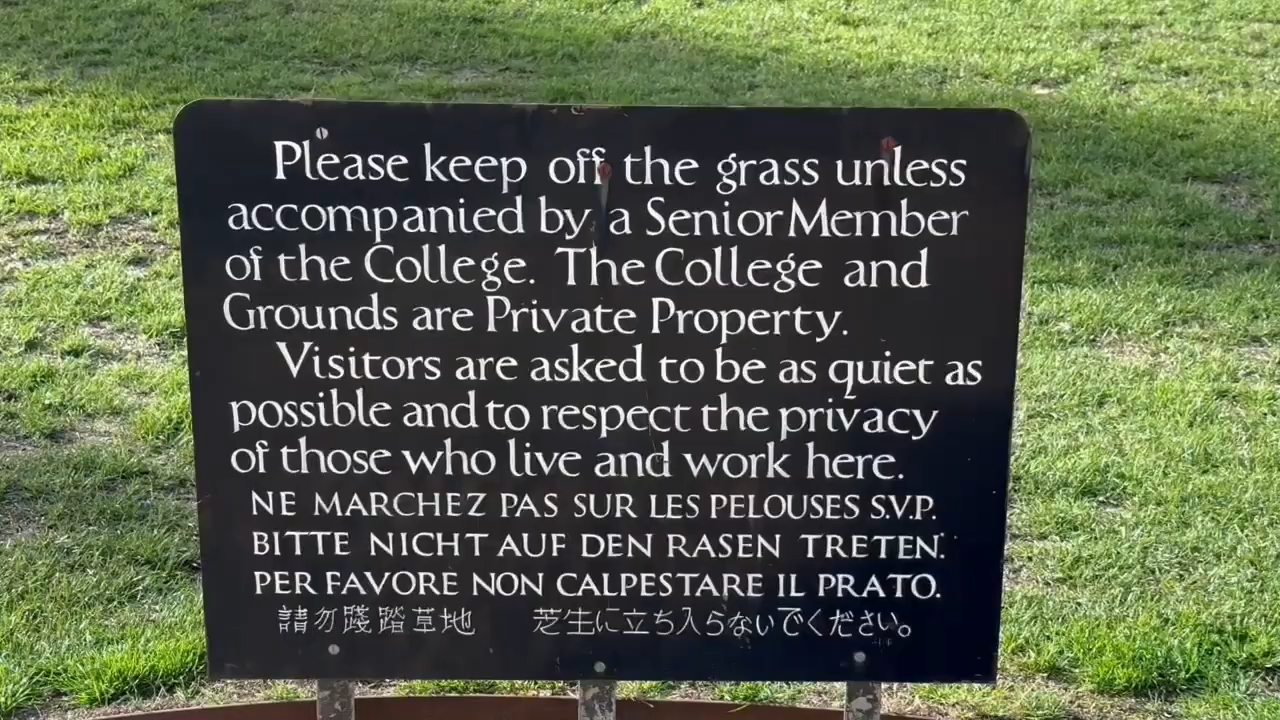 Please keep off the grass unless
accompanied by a Senior Member
of the College. The College and
Grounds are Private Property.
Visitors are asked to be as quiet as
possible and to respect the privacy
of those who live and work here.
NE MARCHEZ PAS SUR LES PELOUSES S.V.P.
BITTE NICHT AUF DEN RASEN TRETEN.
PER FAVORE NON CALPESTARE IL PRATO.
請勿踐踏草地 芝生に立ち入らないでください。